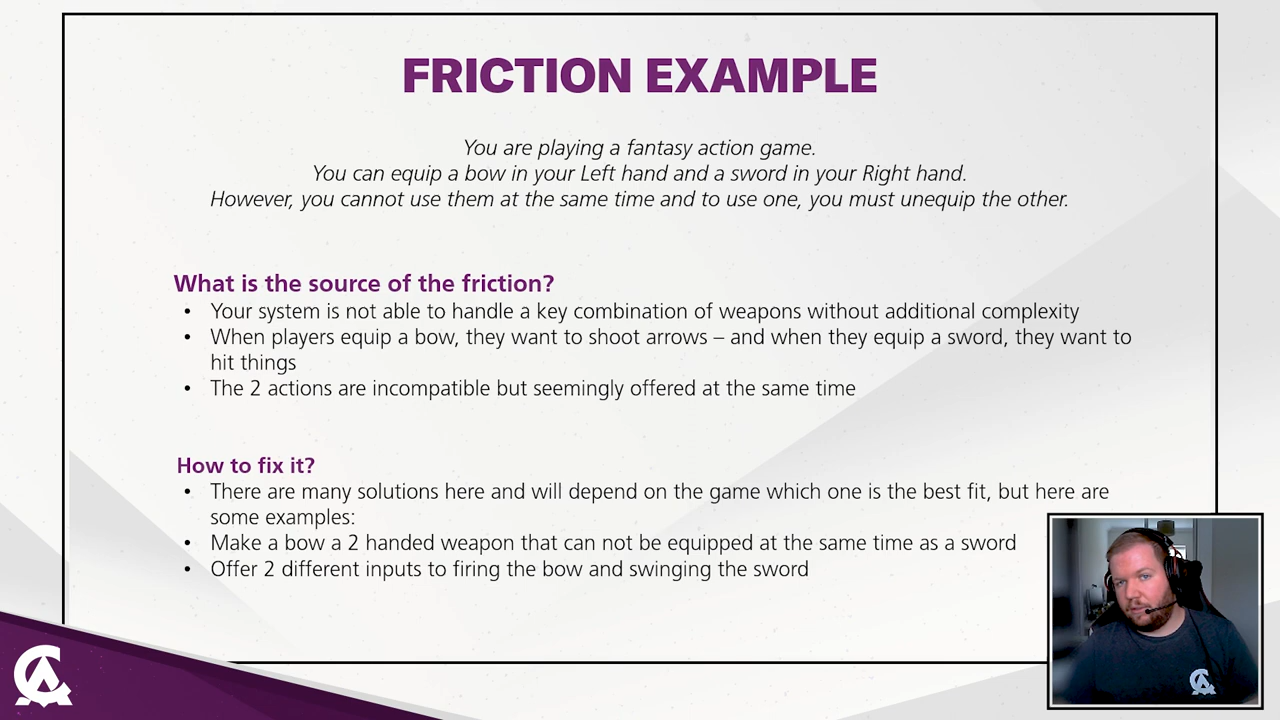 FRICTION EXAMPLE
You are playing a fantasy action game.
You can equip a bow in your Left hand and a sword in your Right hand.
However, you cannot use them at the same time and to use one, you must unequip the other.
What is the source of the friction?
• Your system is not able to handle a key combination of weapons without additional complexity
• When players equip a bow, they want to shoot arrows – and when they equip a sword, they want to
hit things
• The 2 actions are incompatible but seemingly offered at the same time
How to fix it?
• There are many solutions here and will depend on the game which one is the best fit, but here are
some examples:
• Make a bow a 2 handed weapon that can not be equipped at the same time as a sword
• Offer 2 different inputs to firing the bow and swinging the sword